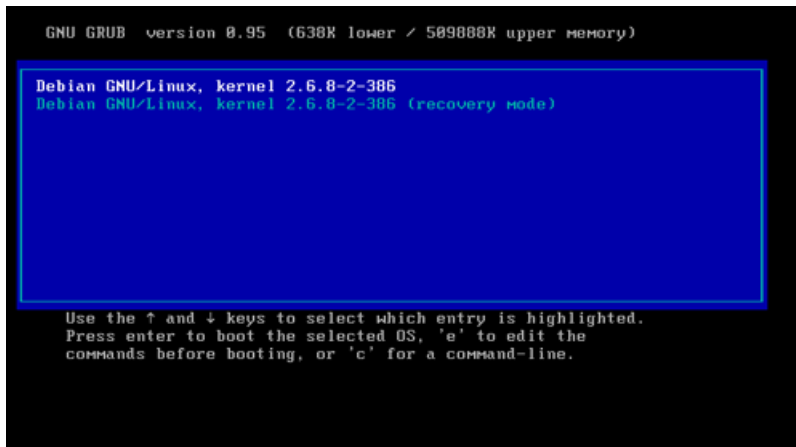 GNU GRUB version 0.95 (638K lower / 509888K upper memory)
Debian GNU/Linux, kernel 2.6.8-2-386
Debian GNU/Linux, kernel 2.6.8-2-386 (recovery mode)
Use the ↑ and ↓ keys to select which entry is highlighted.
Press enter to boot the selected OS, 'e' to edit the
commands before booting, or 'c' for a command-line.